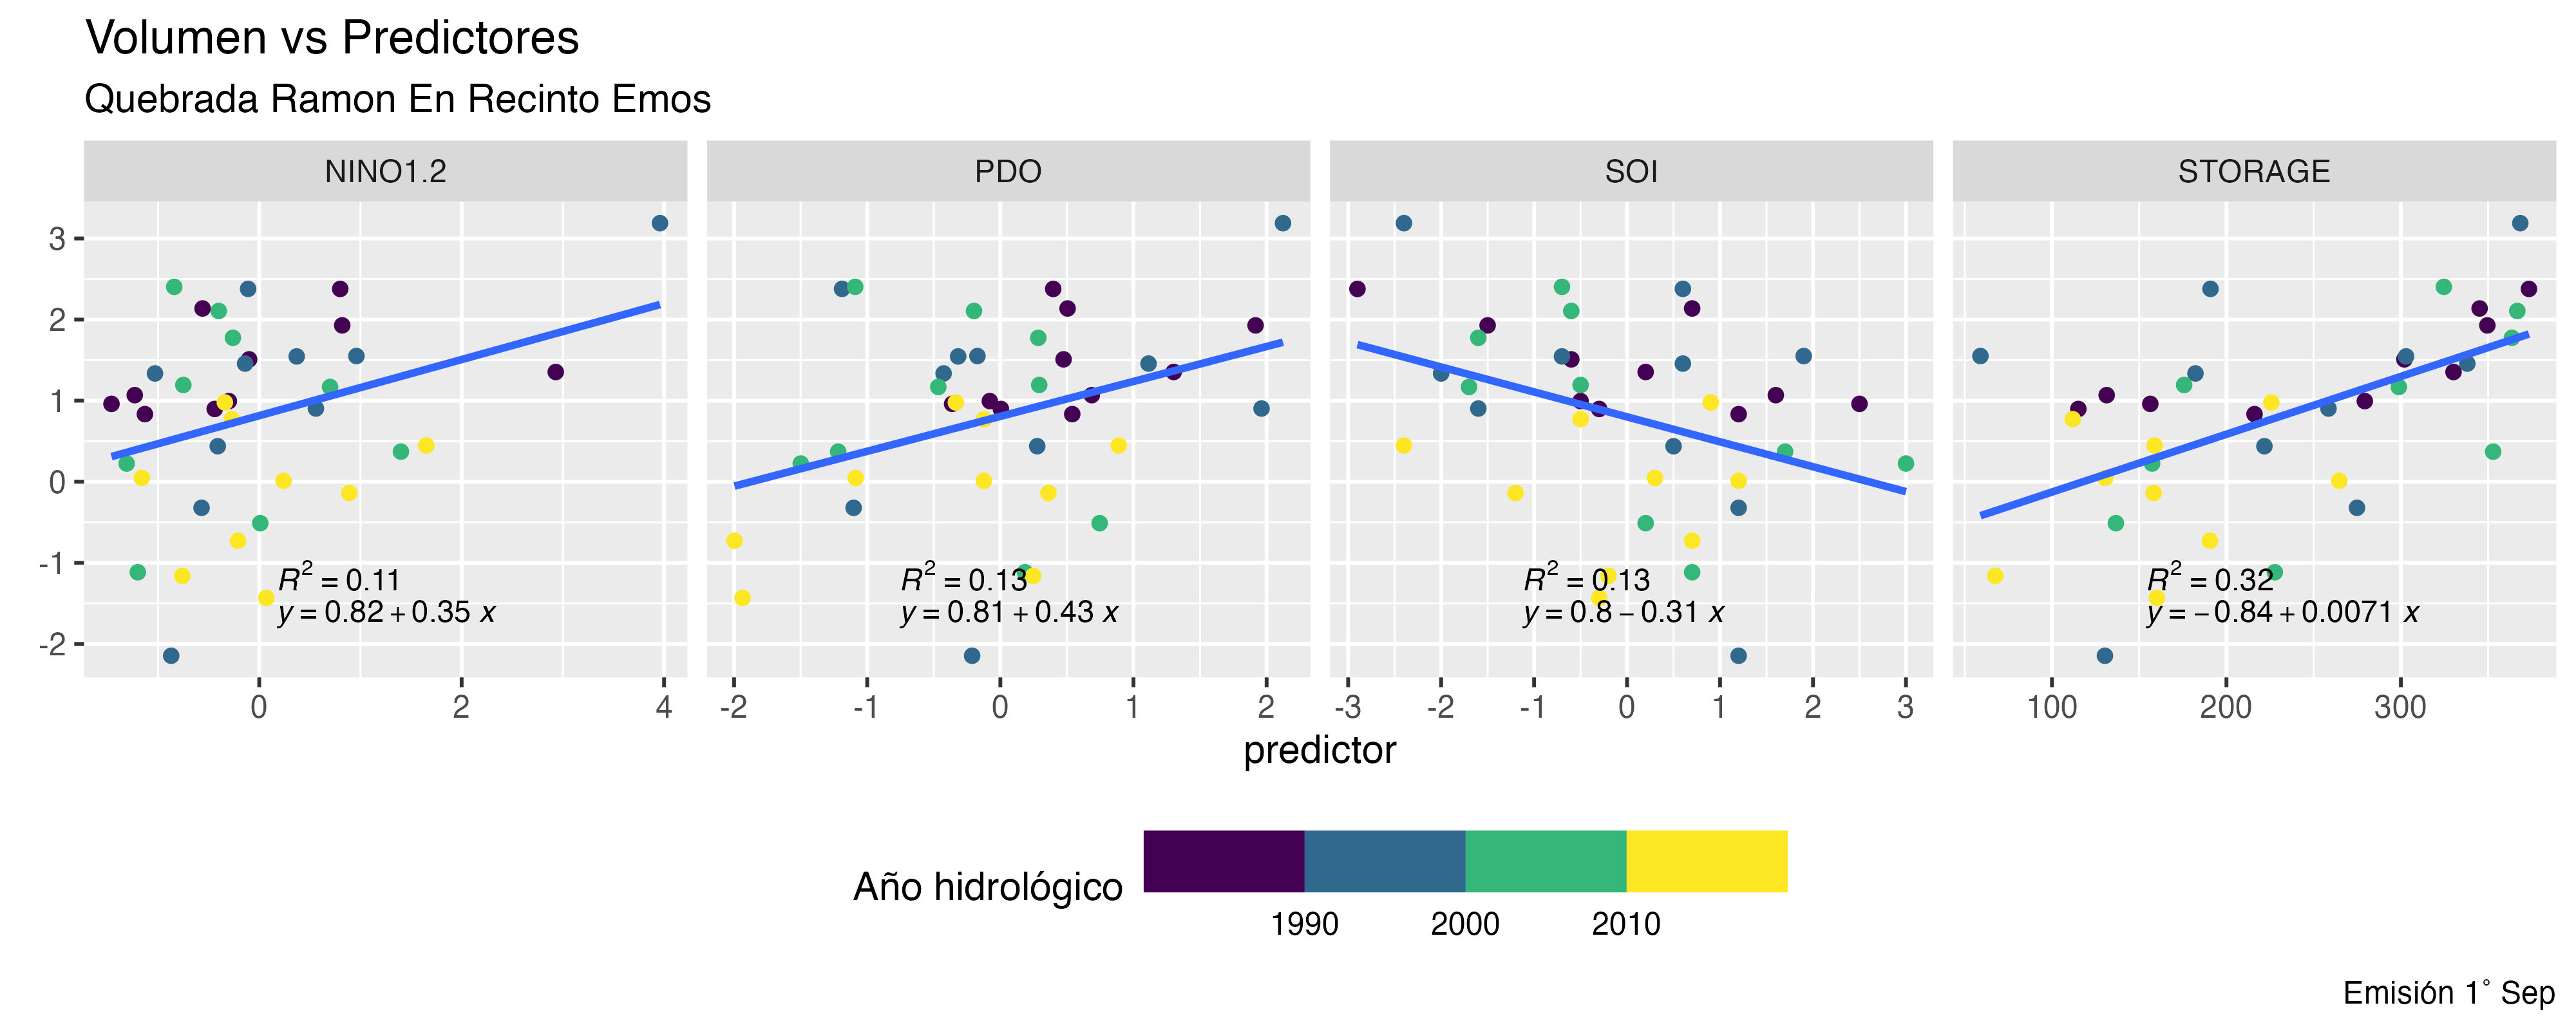 Volumen vs Predictores
Quebrada Ramon En Recinto Emos
NINO1.2 PDO SOI STORAGE
3
2
1
0
-1
-2
R² = 0.11
y = 0.82 + 0.35 x
R² = 0.13
y = 0.81 + 0.43 x
R² = 0.13
y = 0.8 − 0.31 x
R² = 0.32
y = −0.84 + 0.0071 x
0 2 4 -2 -1 0 1 2 -3 -2 -1 0 1 2 3 100 200 300
predictor
Año hidrológico
1990 2000 2010
Emisión 1° Sep